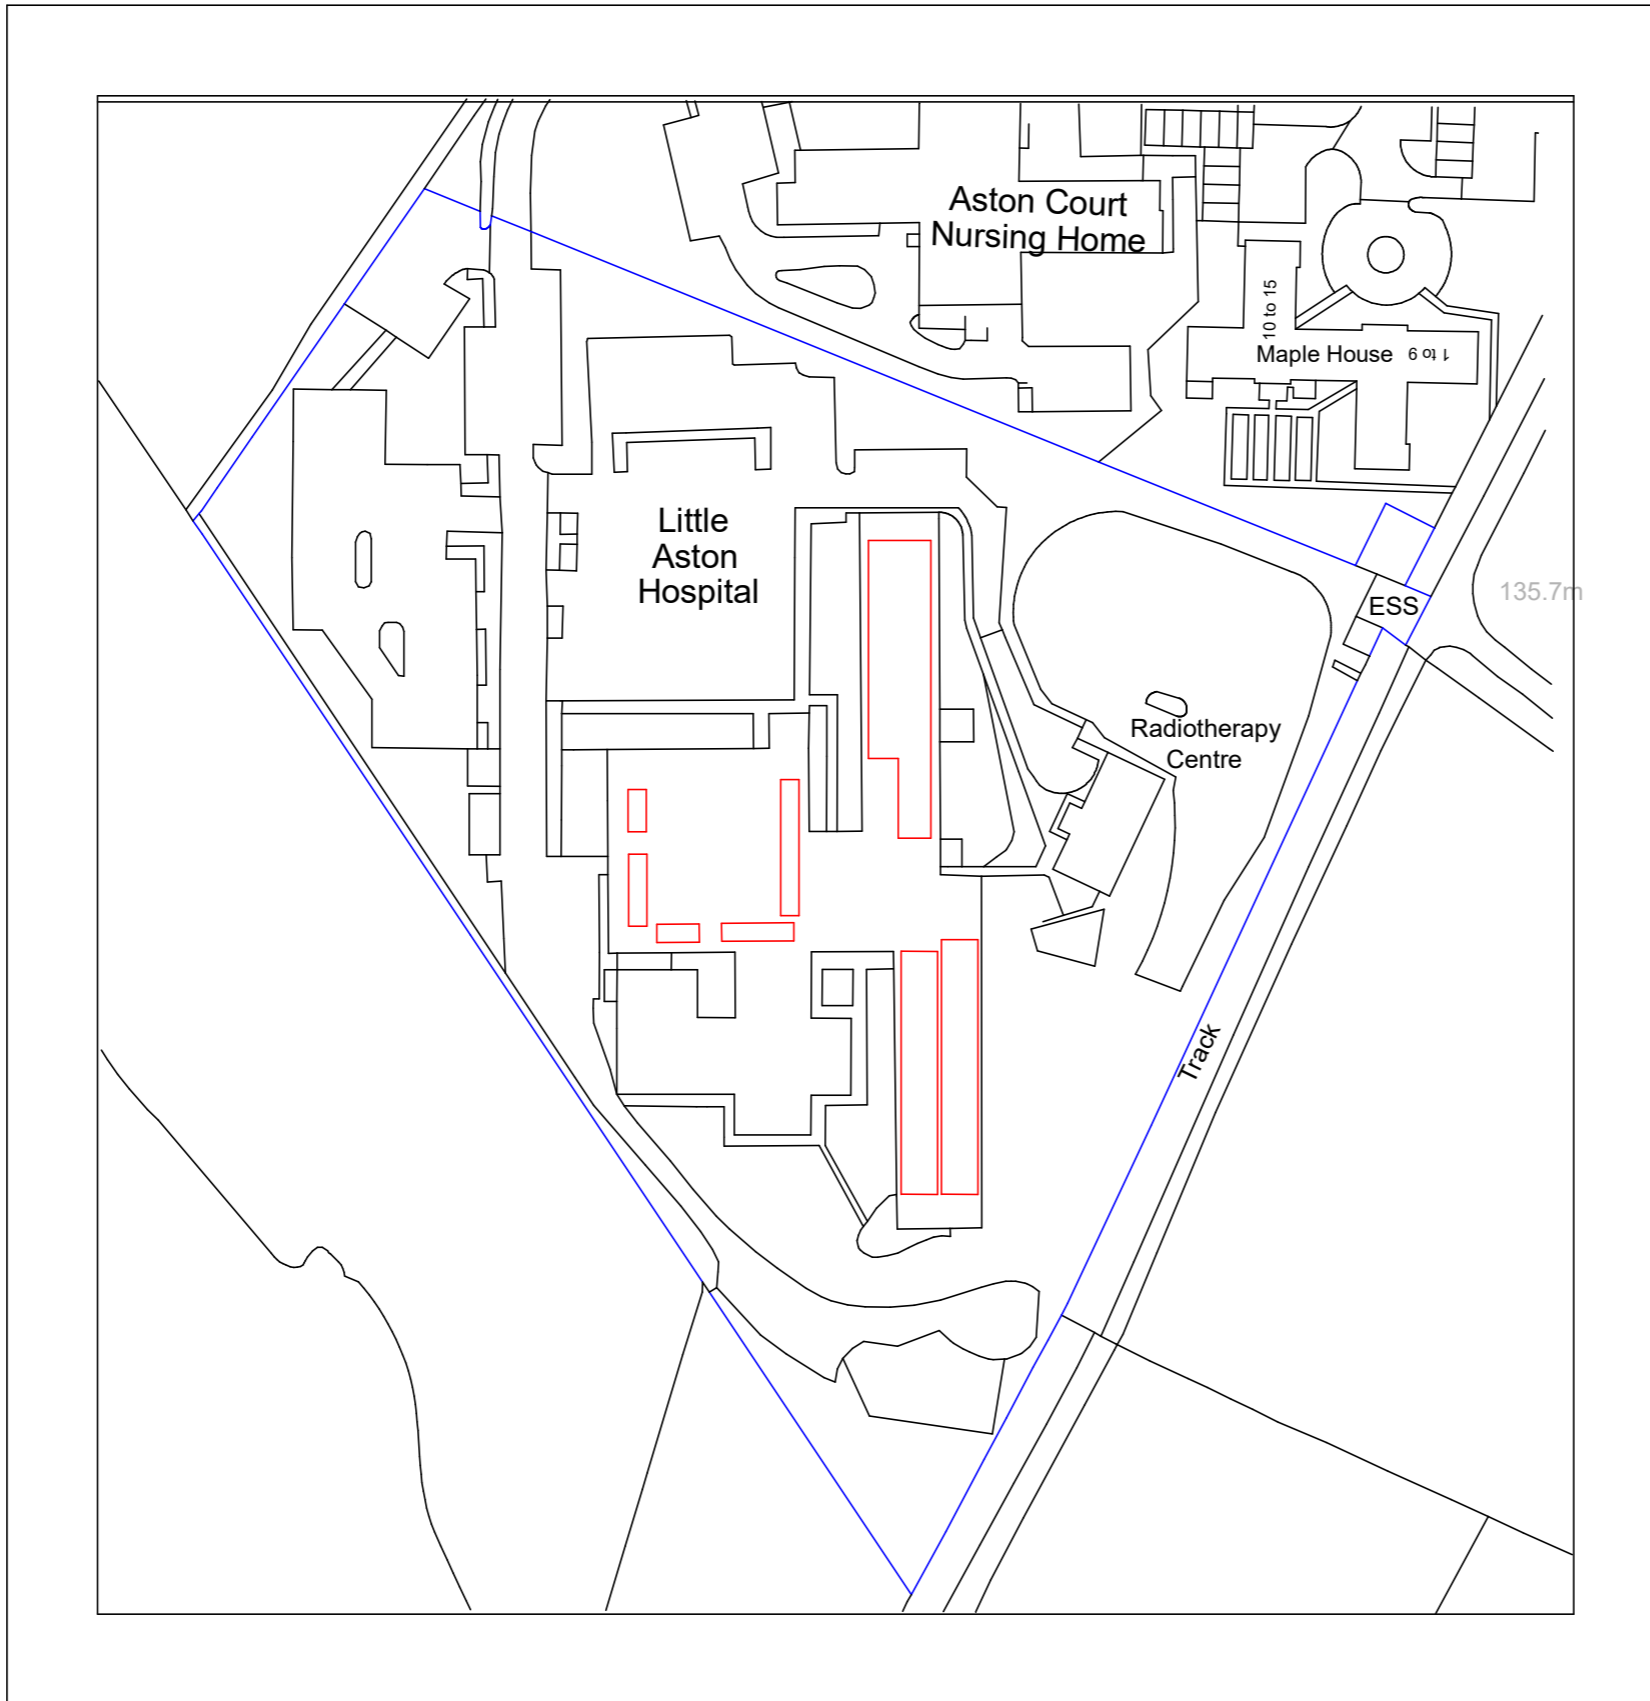 Aston Court
Nursing Home
10 to 15
Maple House
1 to 9
Little
Aston
Hospital
ESS
135.7m
Radiotherapy
Centre
Track